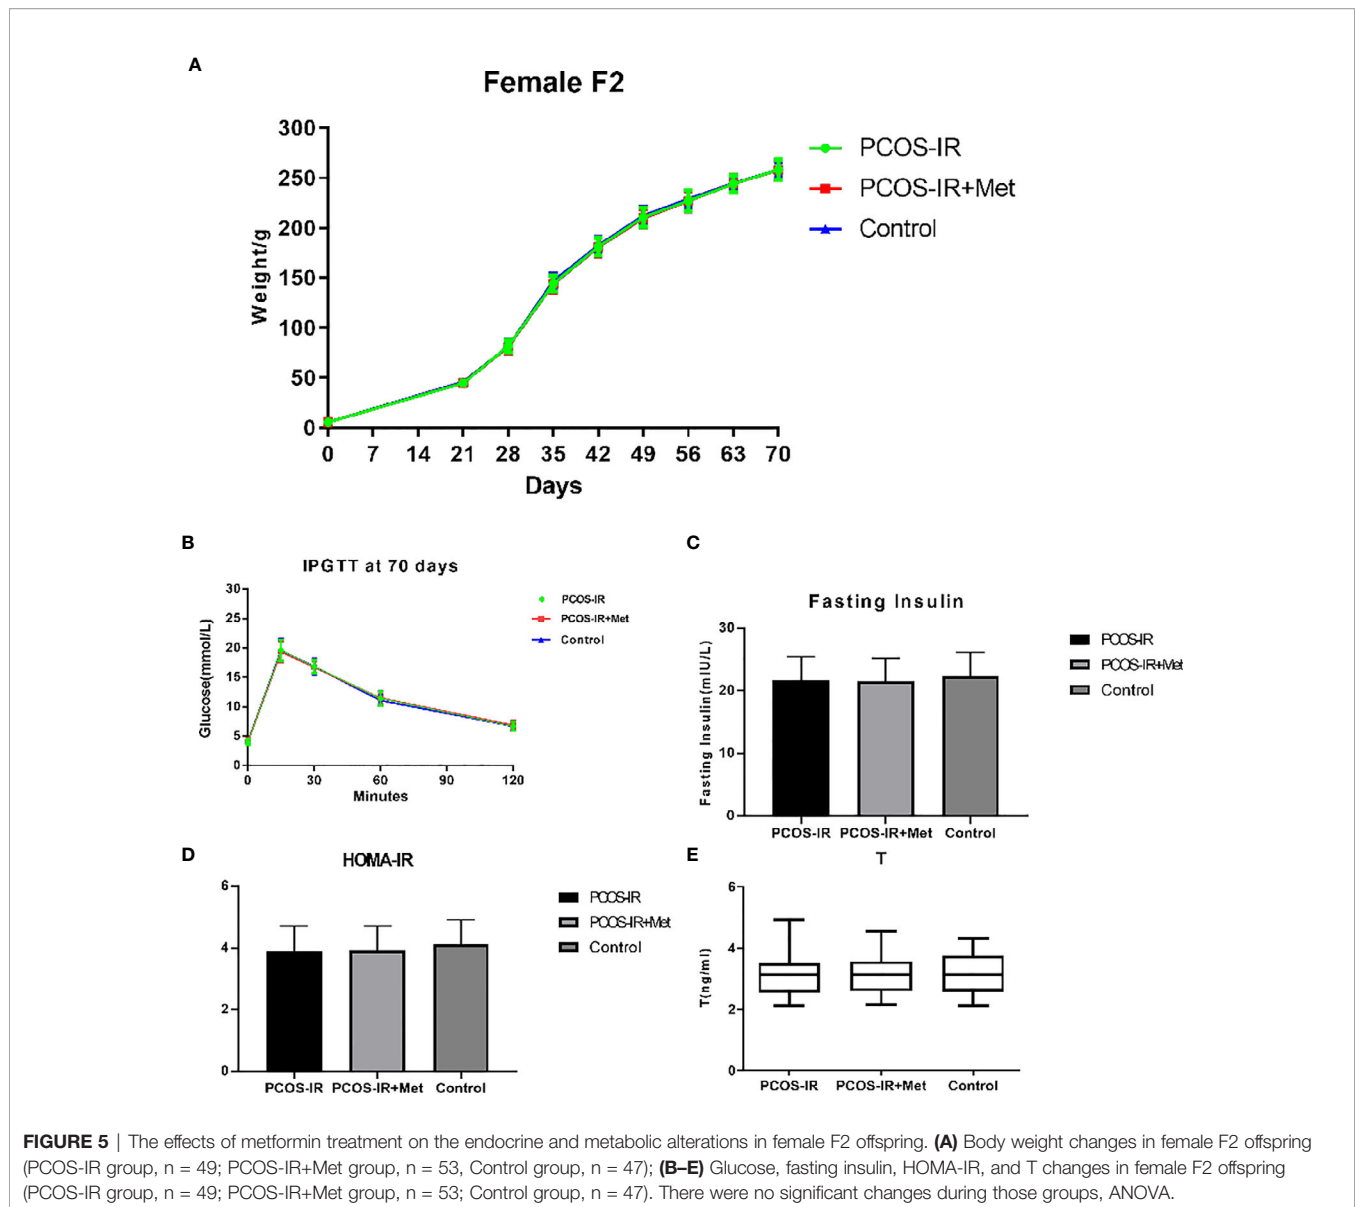 A
Female F2
300
250
200
150
100
50
0
Weight/g
0 7 14 21 28 35 42 49 56 63 70
Days
PCOS-IR
PCOS-IR+Met
Control
B
IPGTT at 70 days
30
25
20
15
10
5
0
Glucose(mmol/L)
0 30 60 90 120
Minutes
PCOS-IR
PCOS-IR+Met
Control
C
Fasting Insulin
30
20
10
0
Fasting Insulin(mIU/L)
PCOS-IR PCOS-IR+Met Control
PCOS-IR
PCOS-IR+Met
Control
D
HOMA-IR
6
4
2
0
PCOS-IR PCOS-IR+Met Control
PCOS-IR
PCOS-IR+Met
Control
E
T
6
4
2
0
T(ng/ml)
PCOS-IR PCOS-IR+Met Control
FIGURE 5 | The effects of metformin treatment on the endocrine and metabolic alterations in female F2 offspring. (A) Body weight changes in female F2 offspring
(PCOS-IR group, n = 49; PCOS-IR+Met group, n = 53, Control group, n = 47); (B–E) Glucose, fasting insulin, HOMA-IR, and T changes in female F2 offspring
(PCOS-IR group, n = 49; PCOS-IR+Met group, n = 53; Control group, n = 47). There were no significant changes during those groups, ANOVA.